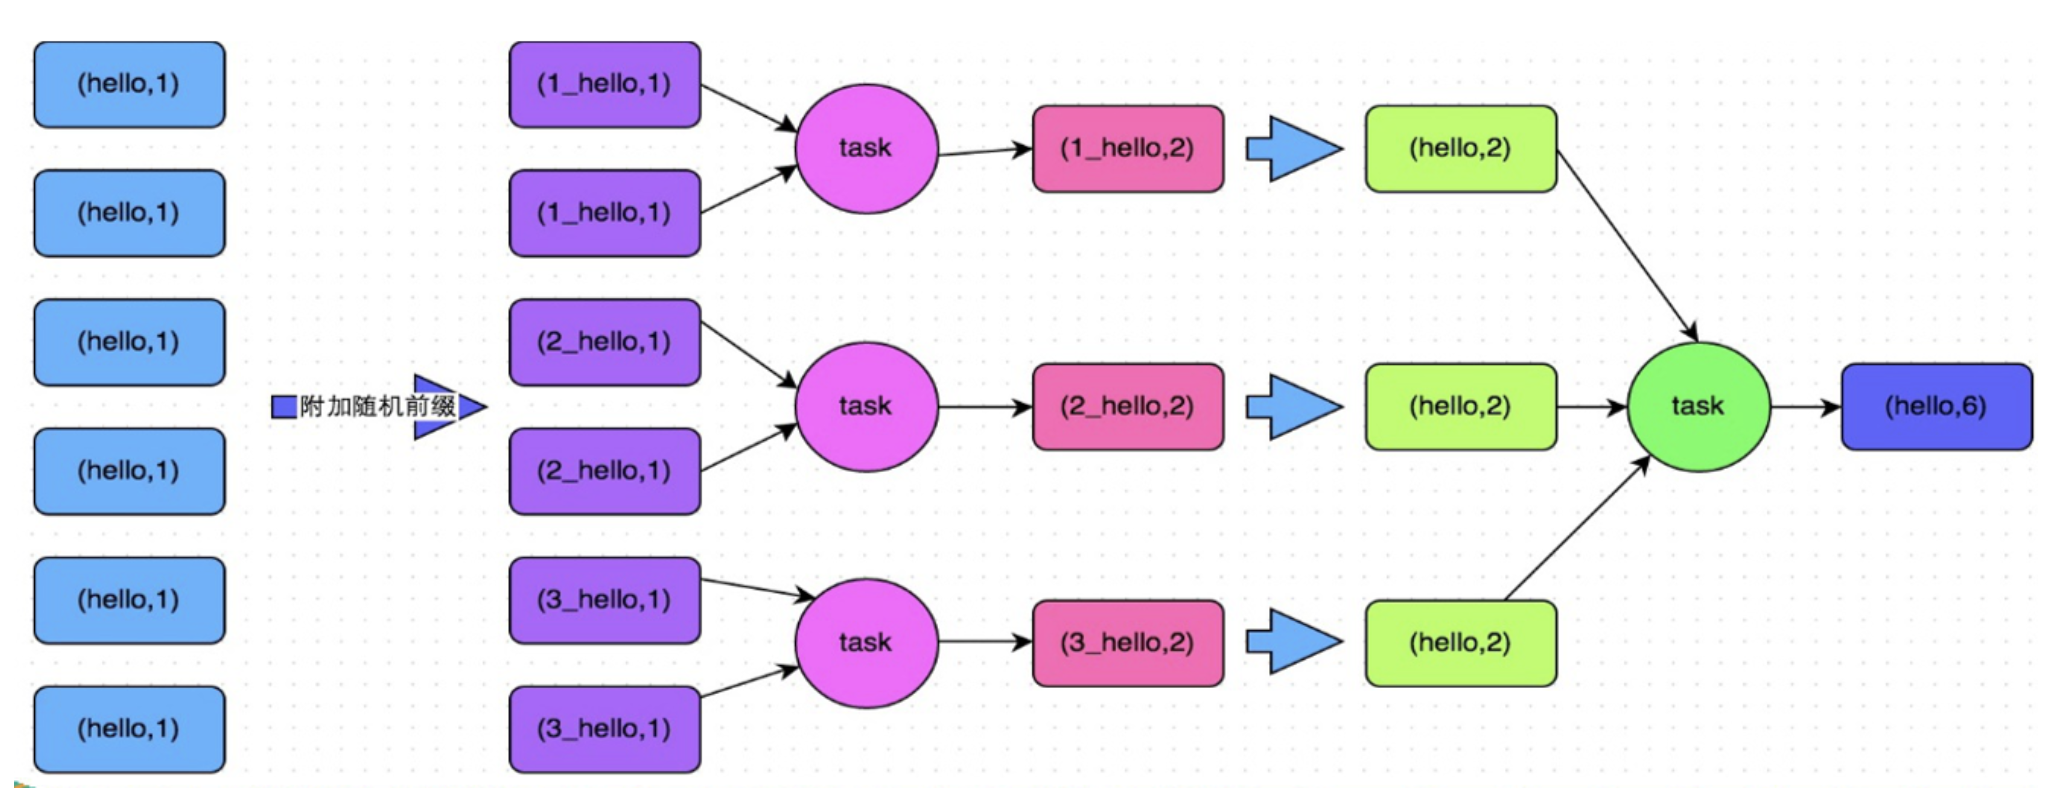 (hello,1)
(hello,1)
(hello,1)
(hello,1)
(hello,1)
(hello,1)
附加随机前缀
(1_hello,1)
(1_hello,1)
(2_hello,1)
(2_hello,1)
(3_hello,1)
(3_hello,1)
task
task
task
(1_hello,2)
(2_hello,2)
(3_hello,2)
(hello,2)
(hello,2)
(hello,2)
task
(hello,6)